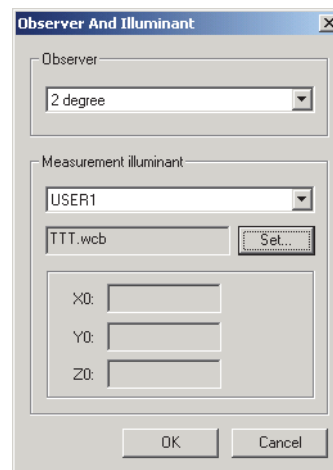 Observer And Illuminant
Observer
2 degree
Measurement illuminant
USER1
TTT.wcb
Set...
X0:
Y0:
Z0:
OK
Cancel